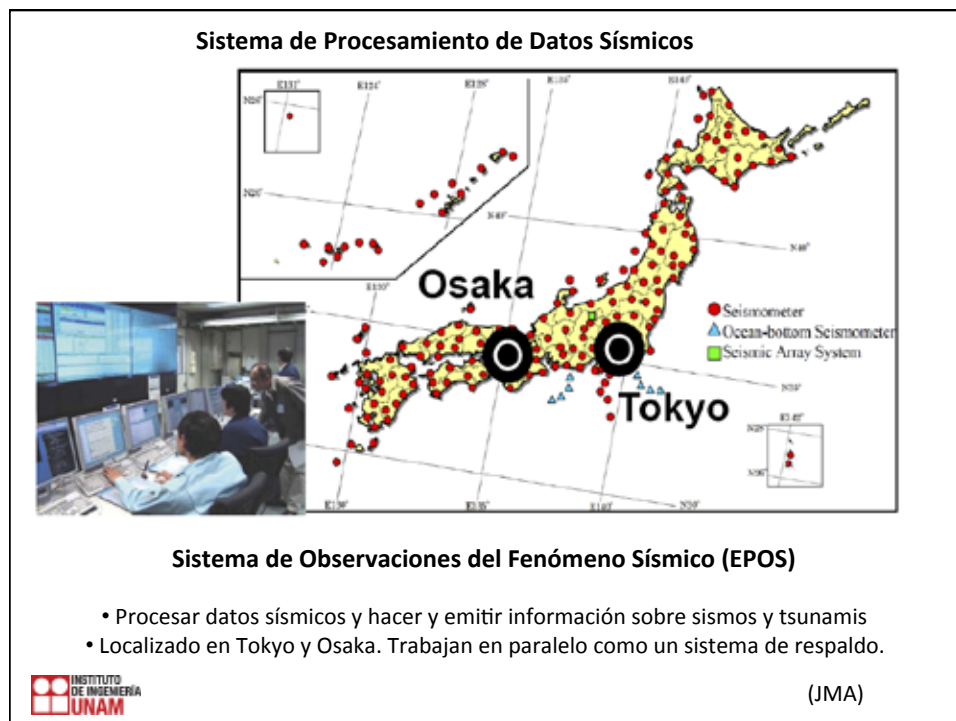 Sistema de Procesamiento de Datos Sísmicos
Osaka
Seismometer
Ocean-bottom Seismometer
Seismic Array System
Tokyo
Sistema de Observaciones del Fenómeno Sísmico (EPOS)
• Procesar datos sísmicos y hacer y emitir información sobre sismos y tsunamis
• Localizado en Tokyo y Osaka. Trabajan en paralelo como un sistema de respaldo.
INSTITUTO
DE INGENIERÍA
UNAM
(JMA)